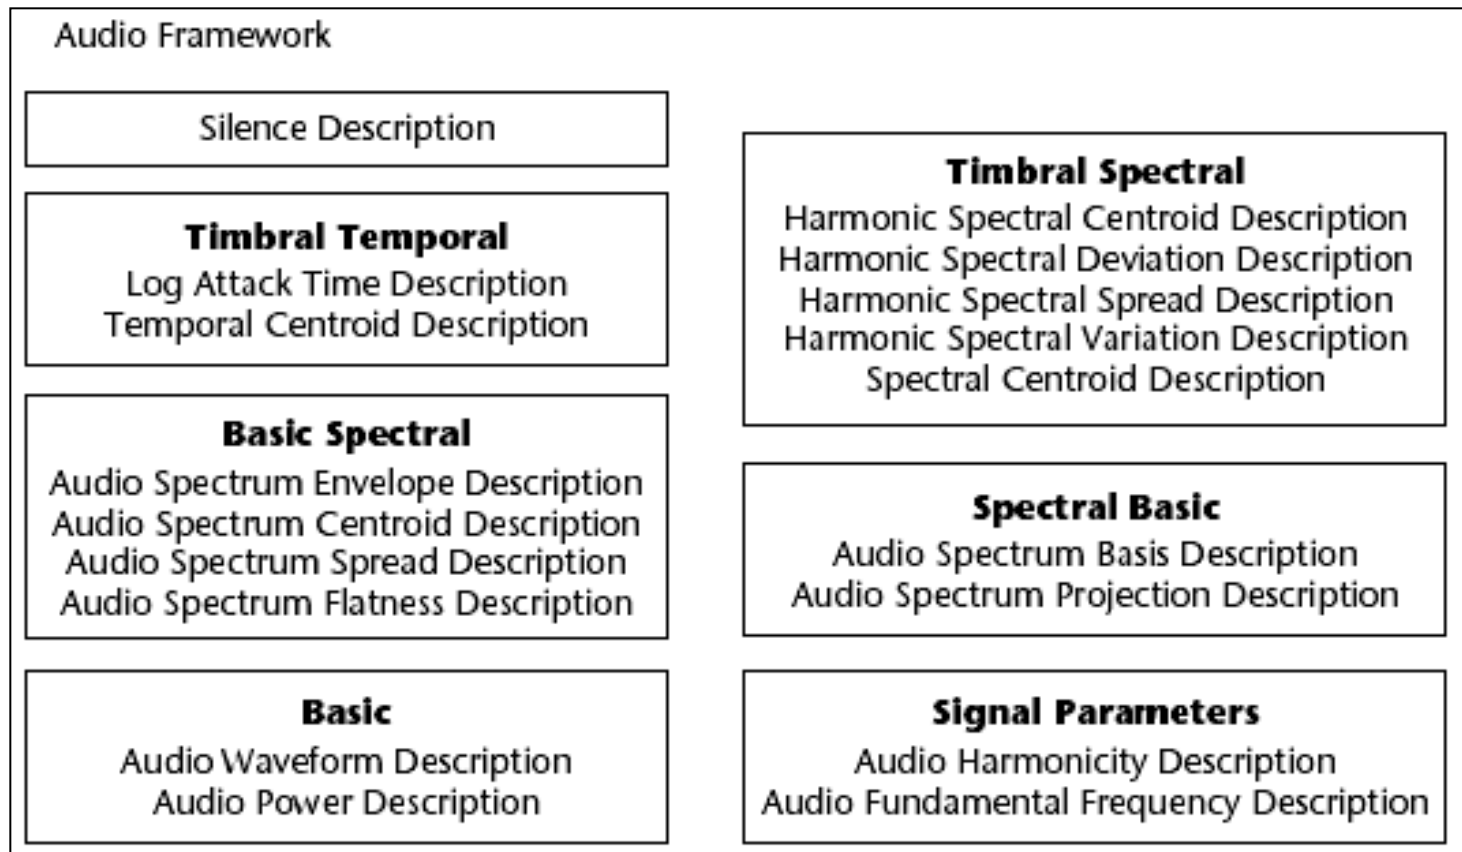 Audio Framework
Silence Description
Timbral Temporal
Log Attack Time Description
Temporal Centroid Description
Basic Spectral
Audio Spectrum Envelope Description
Audio Spectrum Centroid Description
Audio Spectrum Spread Description
Audio Spectrum Flatness Description
Basic
Audio Waveform Description
Audio Power Description
Timbral Spectral
Harmonic Spectral Centroid Description
Harmonic Spectral Deviation Description
Harmonic Spectral Spread Description
Harmonic Spectral Variation Description
Spectral Centroid Description
Spectral Basic
Audio Spectrum Basis Description
Audio Spectrum Projection Description
Signal Parameters
Audio Harmonicity Description
Audio Fundamental Frequency Description